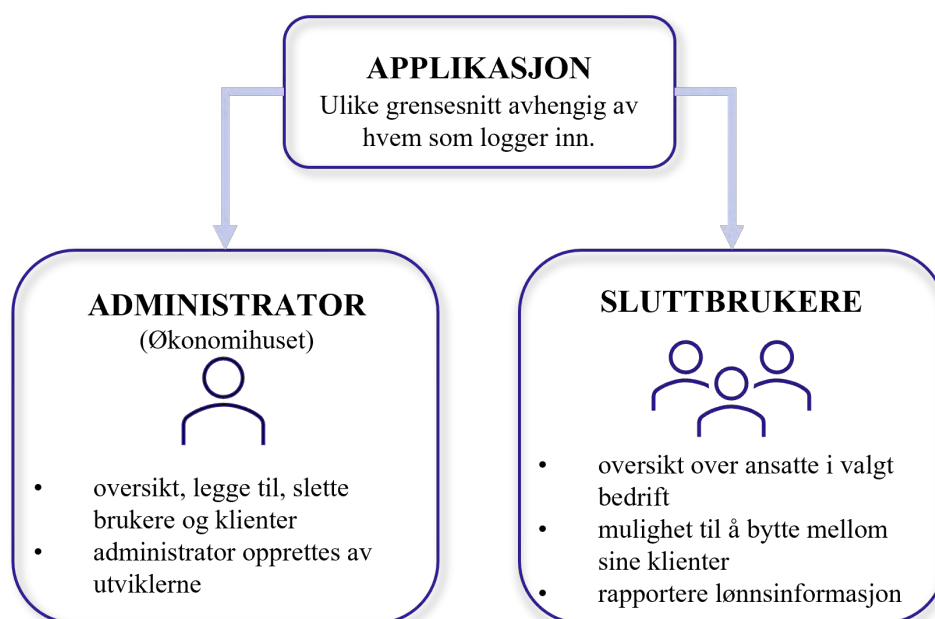 APPLIKASJON
Ulike grensesnitt avhengig av
hvem som logger inn.
ADMINISTRATOR
(Økonomihuset)
• oversikt, legge til, slette
brukere og klienter
• administrator opprettes av
utviklerne
SLUTTBRUKERE
• oversikt over ansatte i valgt
bedrift
• mulighet til å bytte mellom
sine klienter
• rapportere lønnsinformasjon